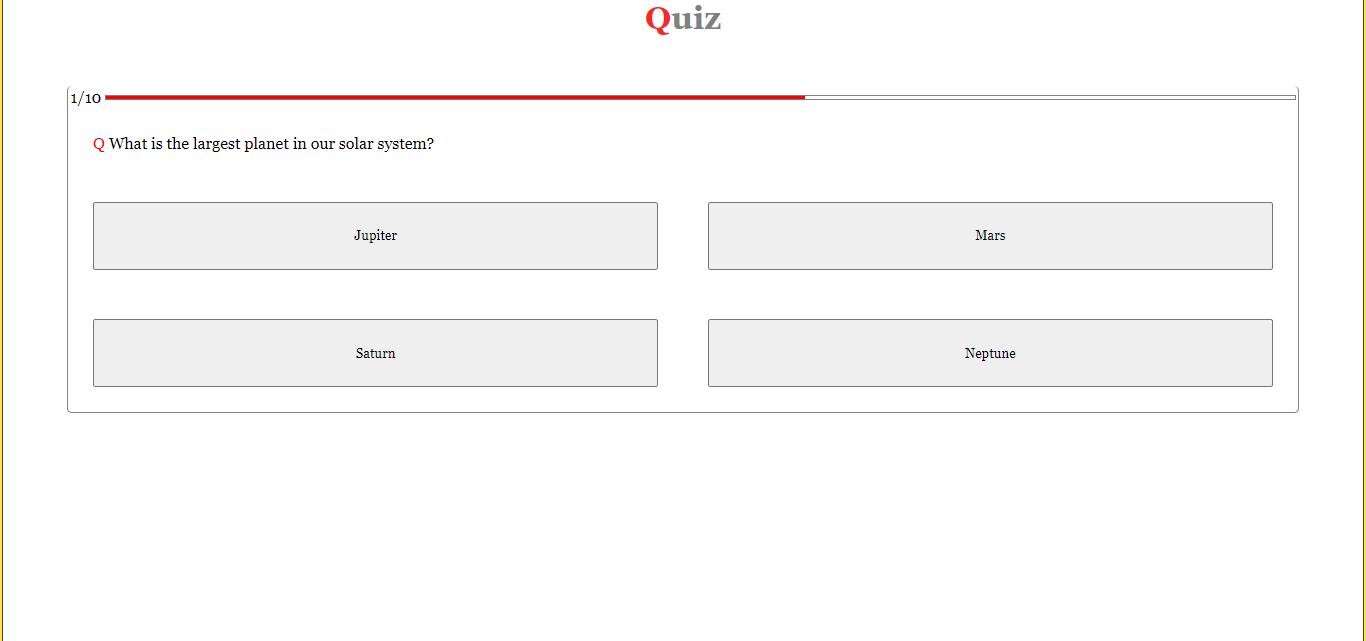 Quiz
1/10
Q What is the largest planet in our solar system?
Jupiter
Mars
Saturn
Neptune